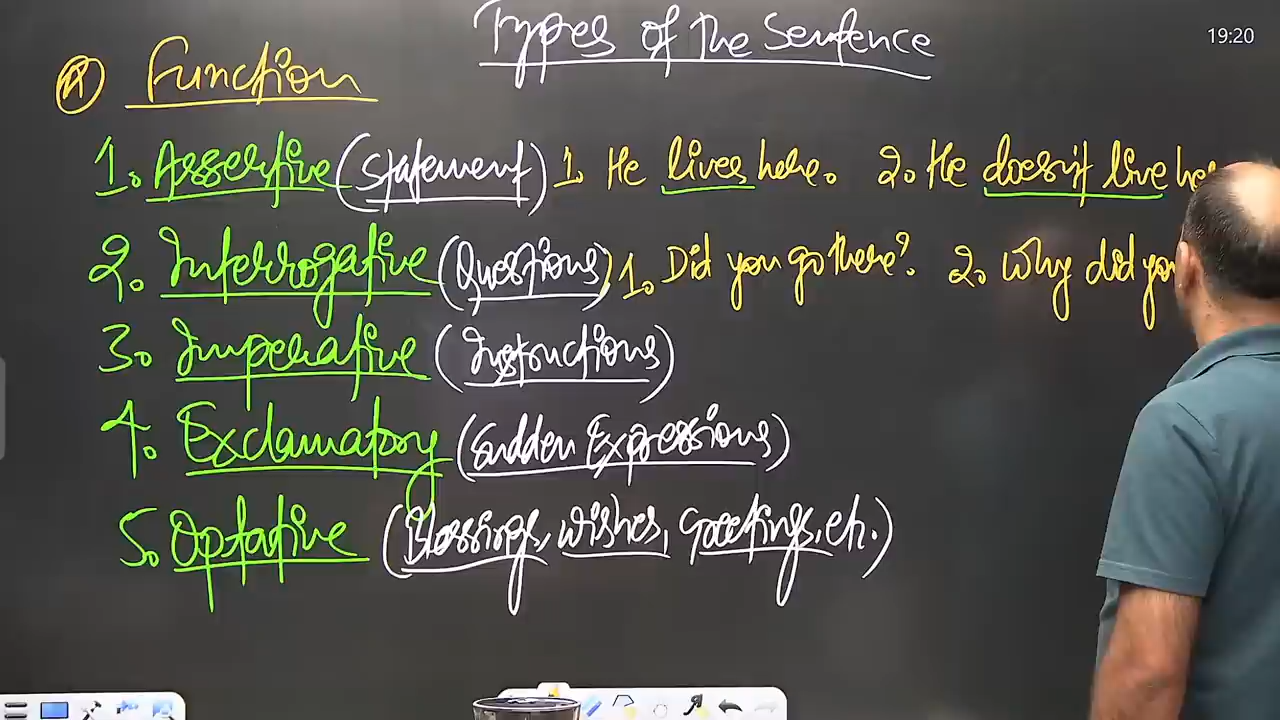 Types of the Sentence
19:20
(A) Function
1. Assertive (Statement) 1. He lives here. 2. He doesn't live
2. Interrogative (Questions) 1. Did you go there? 2. Why did you
3. Imperative (Instructions)
4. Exclamatory (Sudden Expressions)
5. Optative (Blessings, wishes, Greetings, etc.)